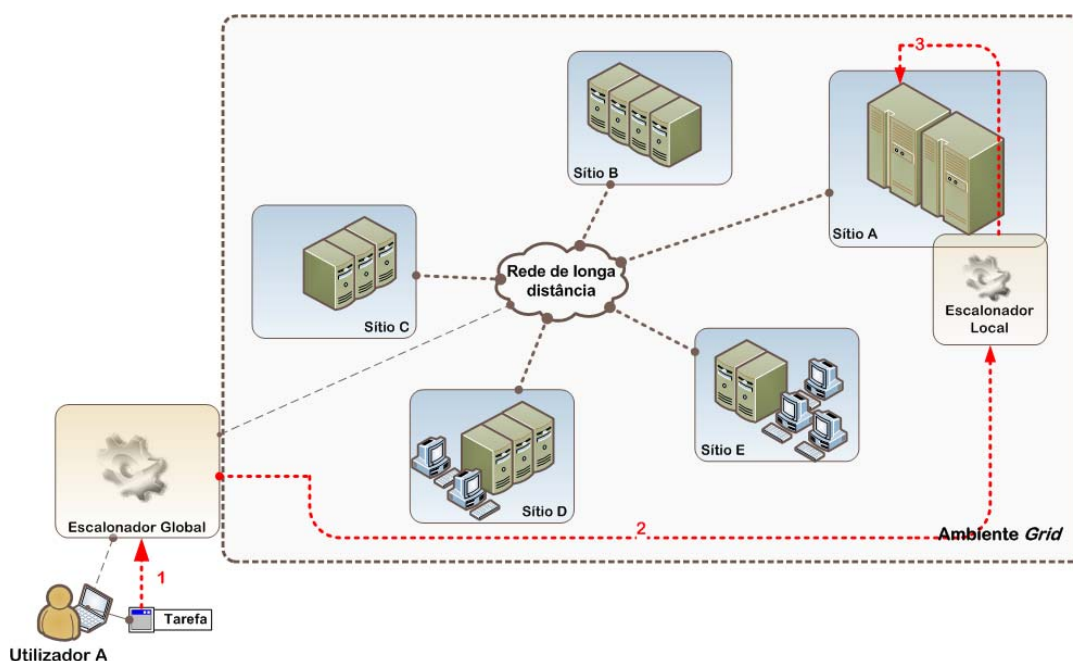 3
Sítio B
Sítio A
Rede de longa
distância
Sítio C
Escalonador
Local
Sítio E
Sítio D
Escalonador Global
2
Ambiente Grid
1
Tarefa
Utilizador A